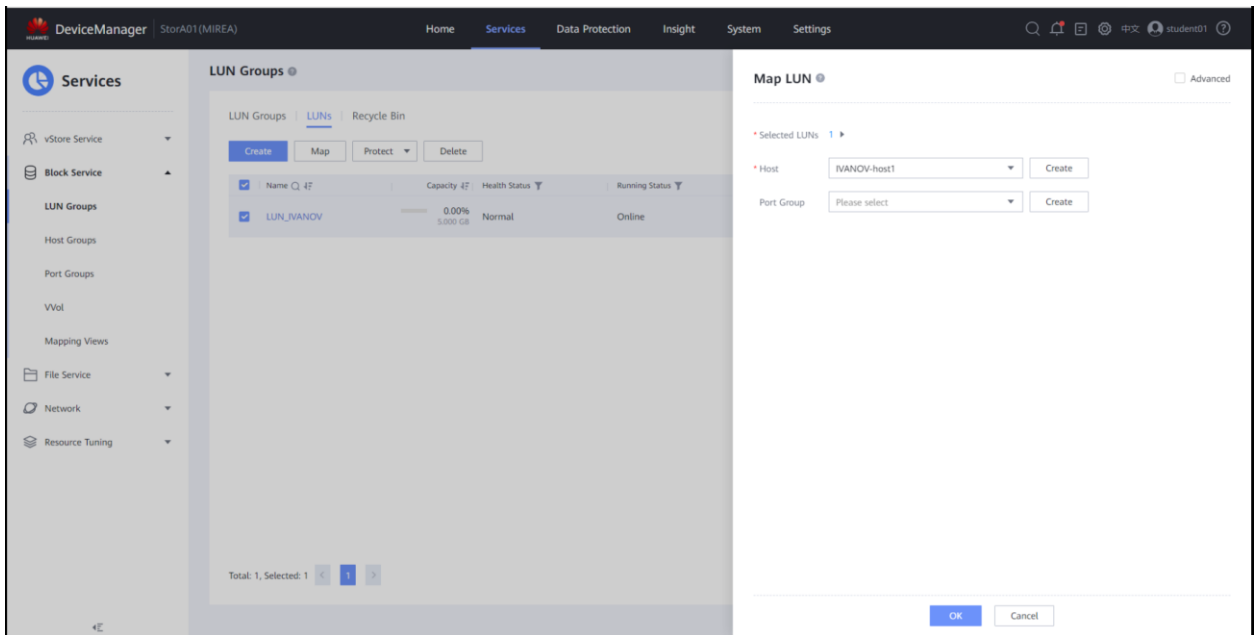 HUAWEI DeviceManager StorA01(MIREA) Home Services Data Protection Insight System Settings 中文 student01
Services
vStore Service
Block Service
LUN Groups
Host Groups
Port Groups
VVol
Mapping Views
File Service
Network
Resource Tuning
LUN Groups
LUN Groups LUNs Recycle Bin
Create Map Protect Delete
Name Capacity Health Status Running Status
LUN_IVANOV 0.00% Normal Online
5.000 GB
Total: 1, Selected: 1 < 1 >
Map LUN Advanced
* Selected LUNs 1
* Host IVANOV-host1 Create
Port Group Please select Create
OK Cancel